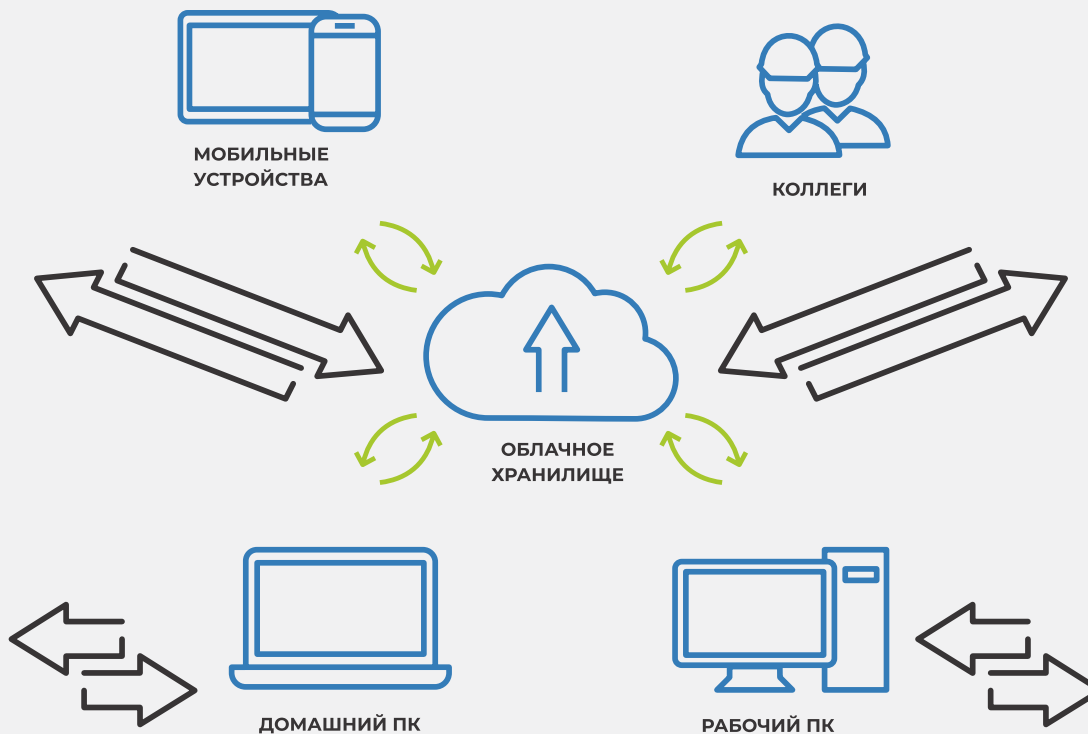 МОБИЛЬНЫЕ
УСТРОЙСТВА
КОЛЛЕГИ
ОБЛАЧНОЕ
ХРАНИЛИЩЕ
ДОМАШНИЙ ПК
РАБОЧИЙ ПК